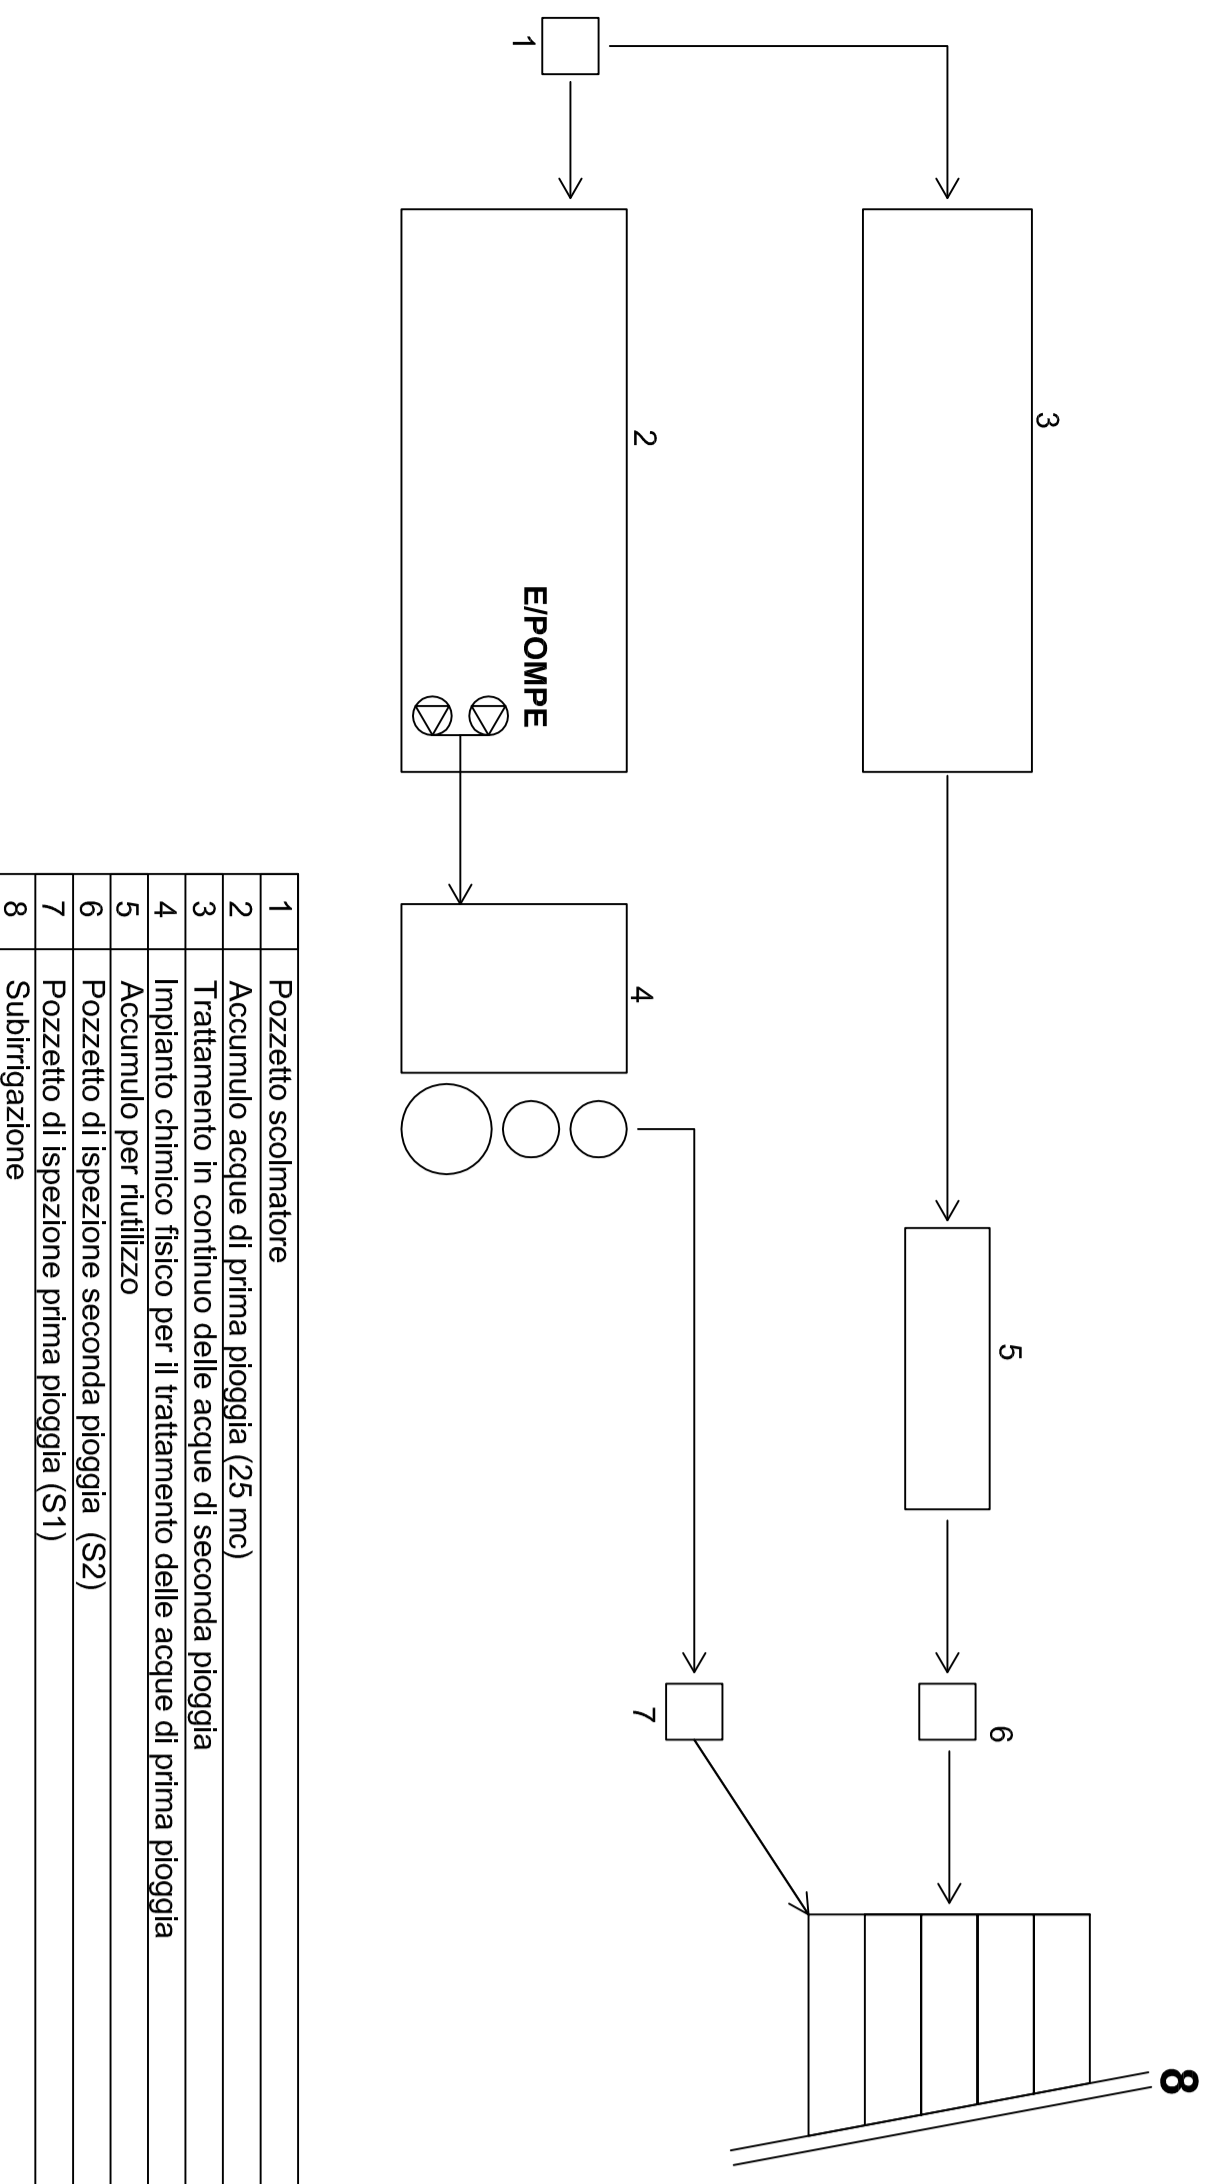 8
3
5
6
2
4
7
1
E/POMPE
1 Pozzetto scolmatore
2 Accumulo acque di prima pioggia (25 mc)
3 Trattamento in continuo delle acque di seconda pioggia
4 Impianto chimico fisico per il trattamento delle acque di prima pioggia
5 Accumulo per riutilizzo
6 Pozzetto di ispezione seconda pioggia (S2)
7 Pozzetto di ispezione prima pioggia (S1)
8 Subirrigazione